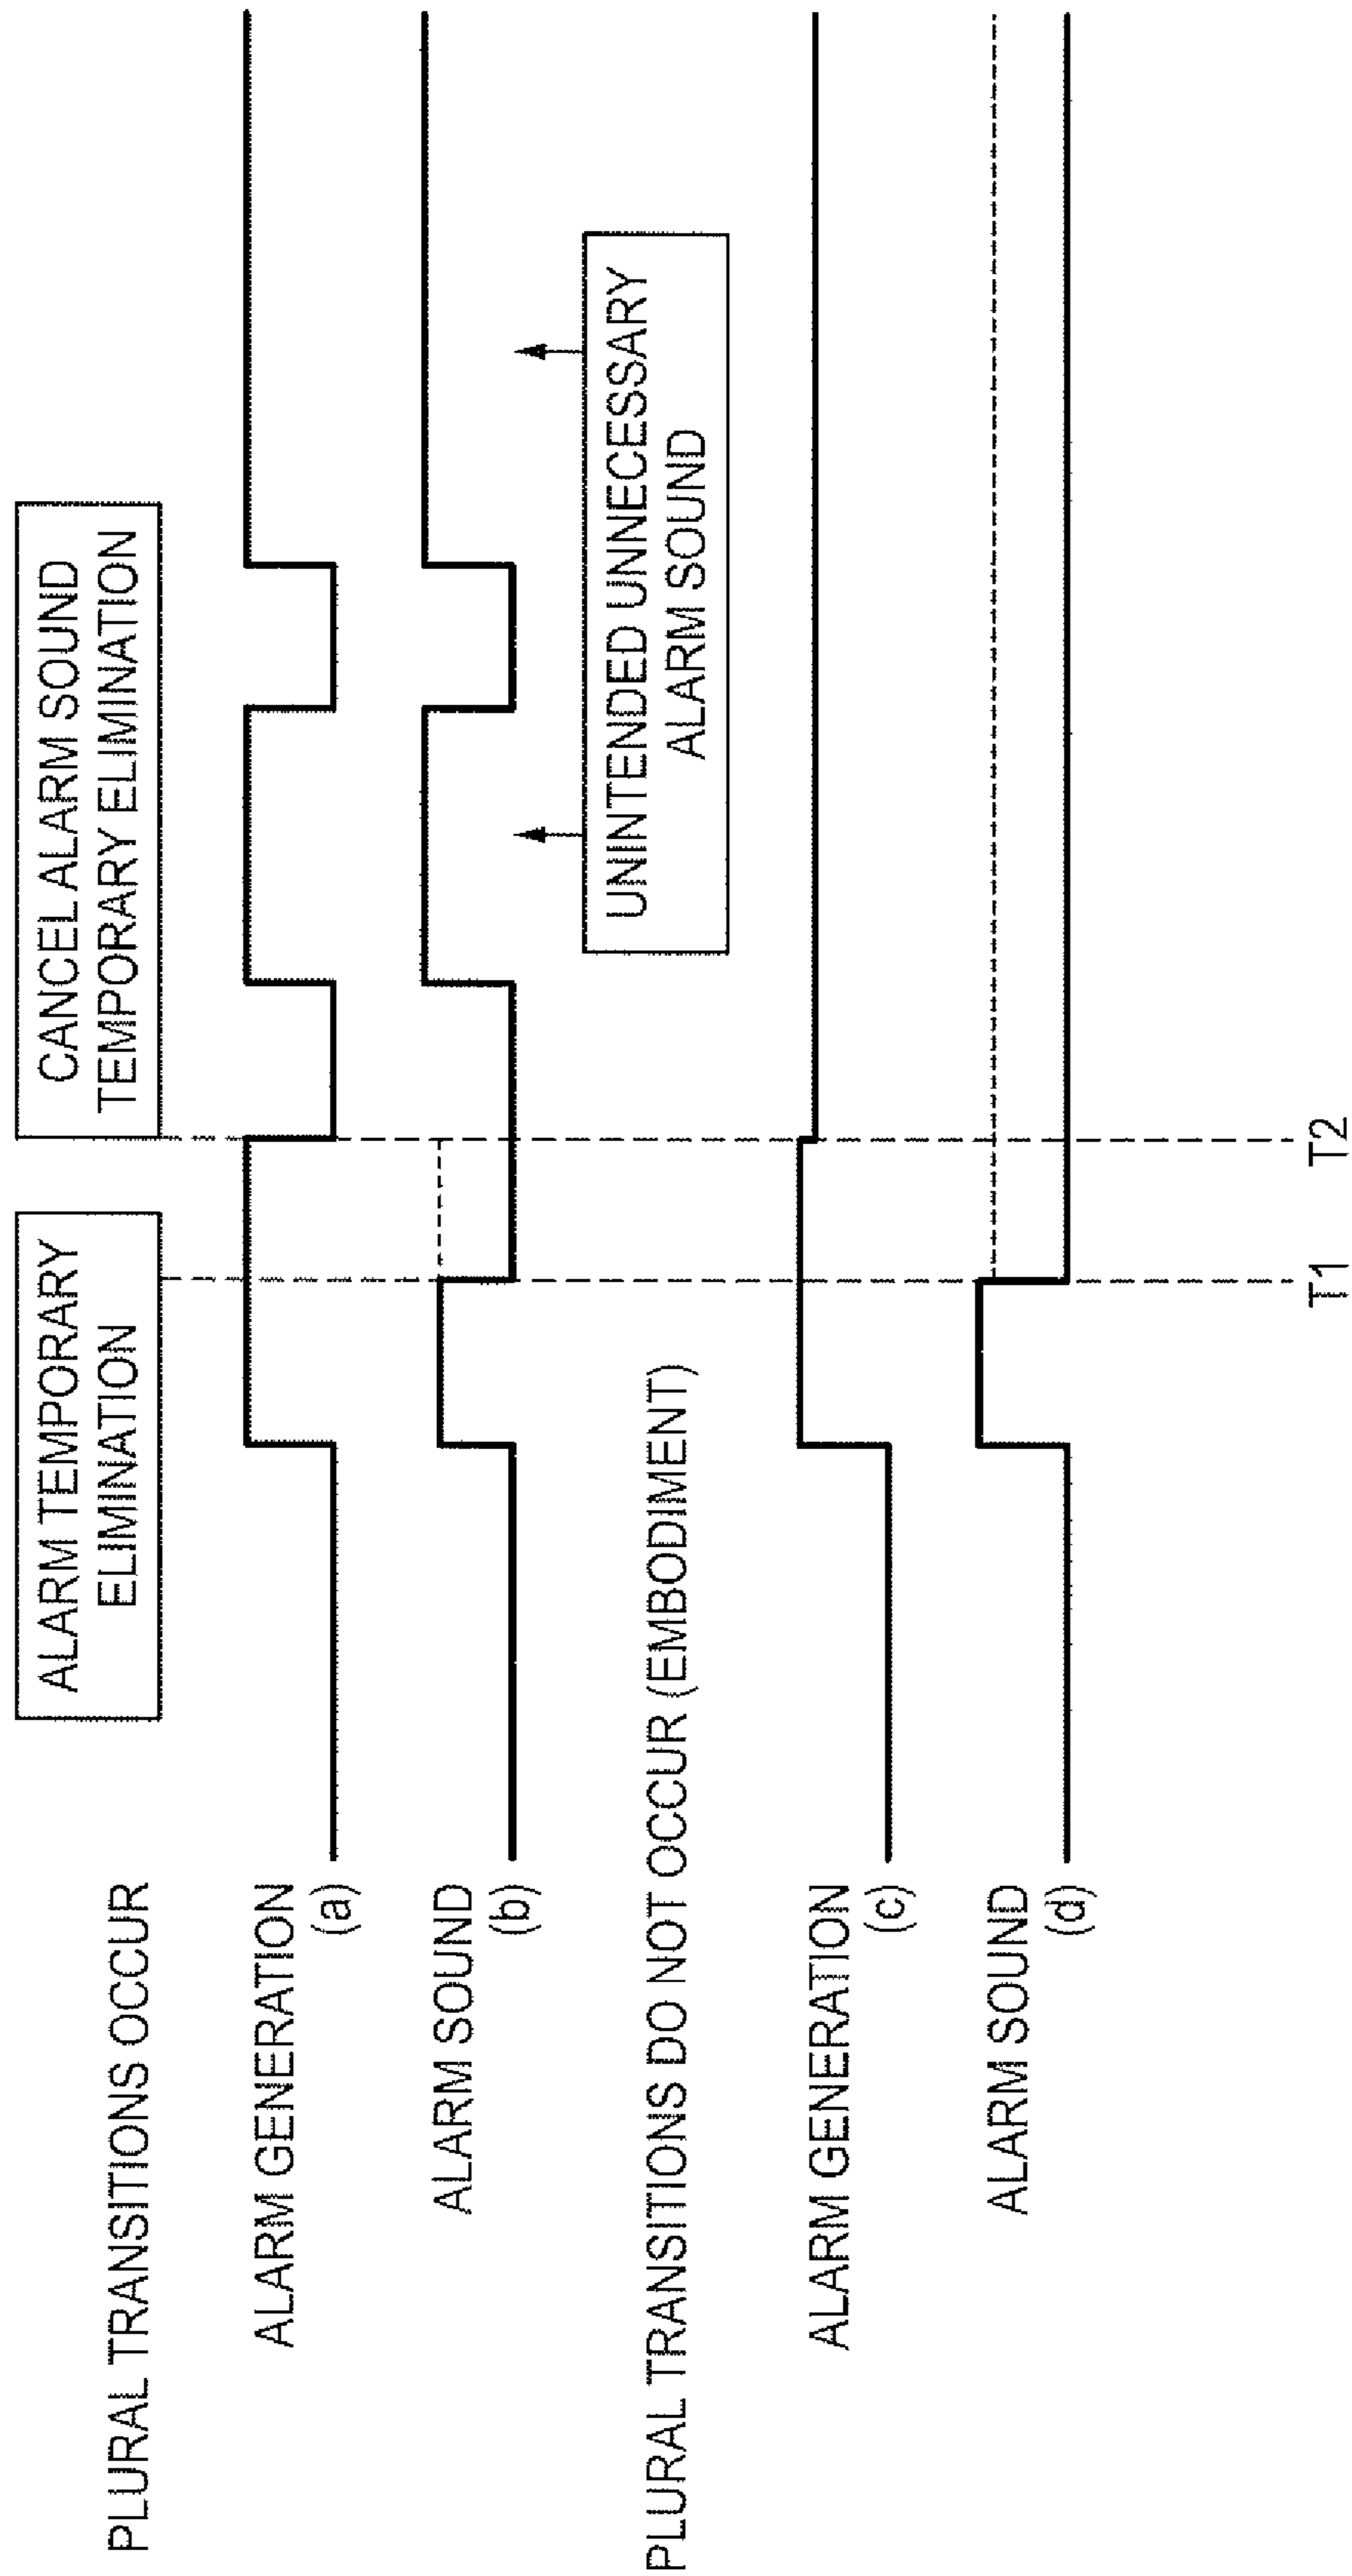 PLURAL TRANSITIONS OCCUR
ALARM TEMPORARY
ELIMINATION
CANCEL ALARM SOUND
TEMPORARY ELIMINATION
ALARM GENERATION
(a)
ALARM SOUND
(b)
UNINTENDED UNNECESSARY
ALARM SOUND
PLURAL TRANSITIONS DO NOT OCCUR (EMBODIMENT)
ALARM GENERATION
(c)
ALARM SOUND
(d)
T1
T2